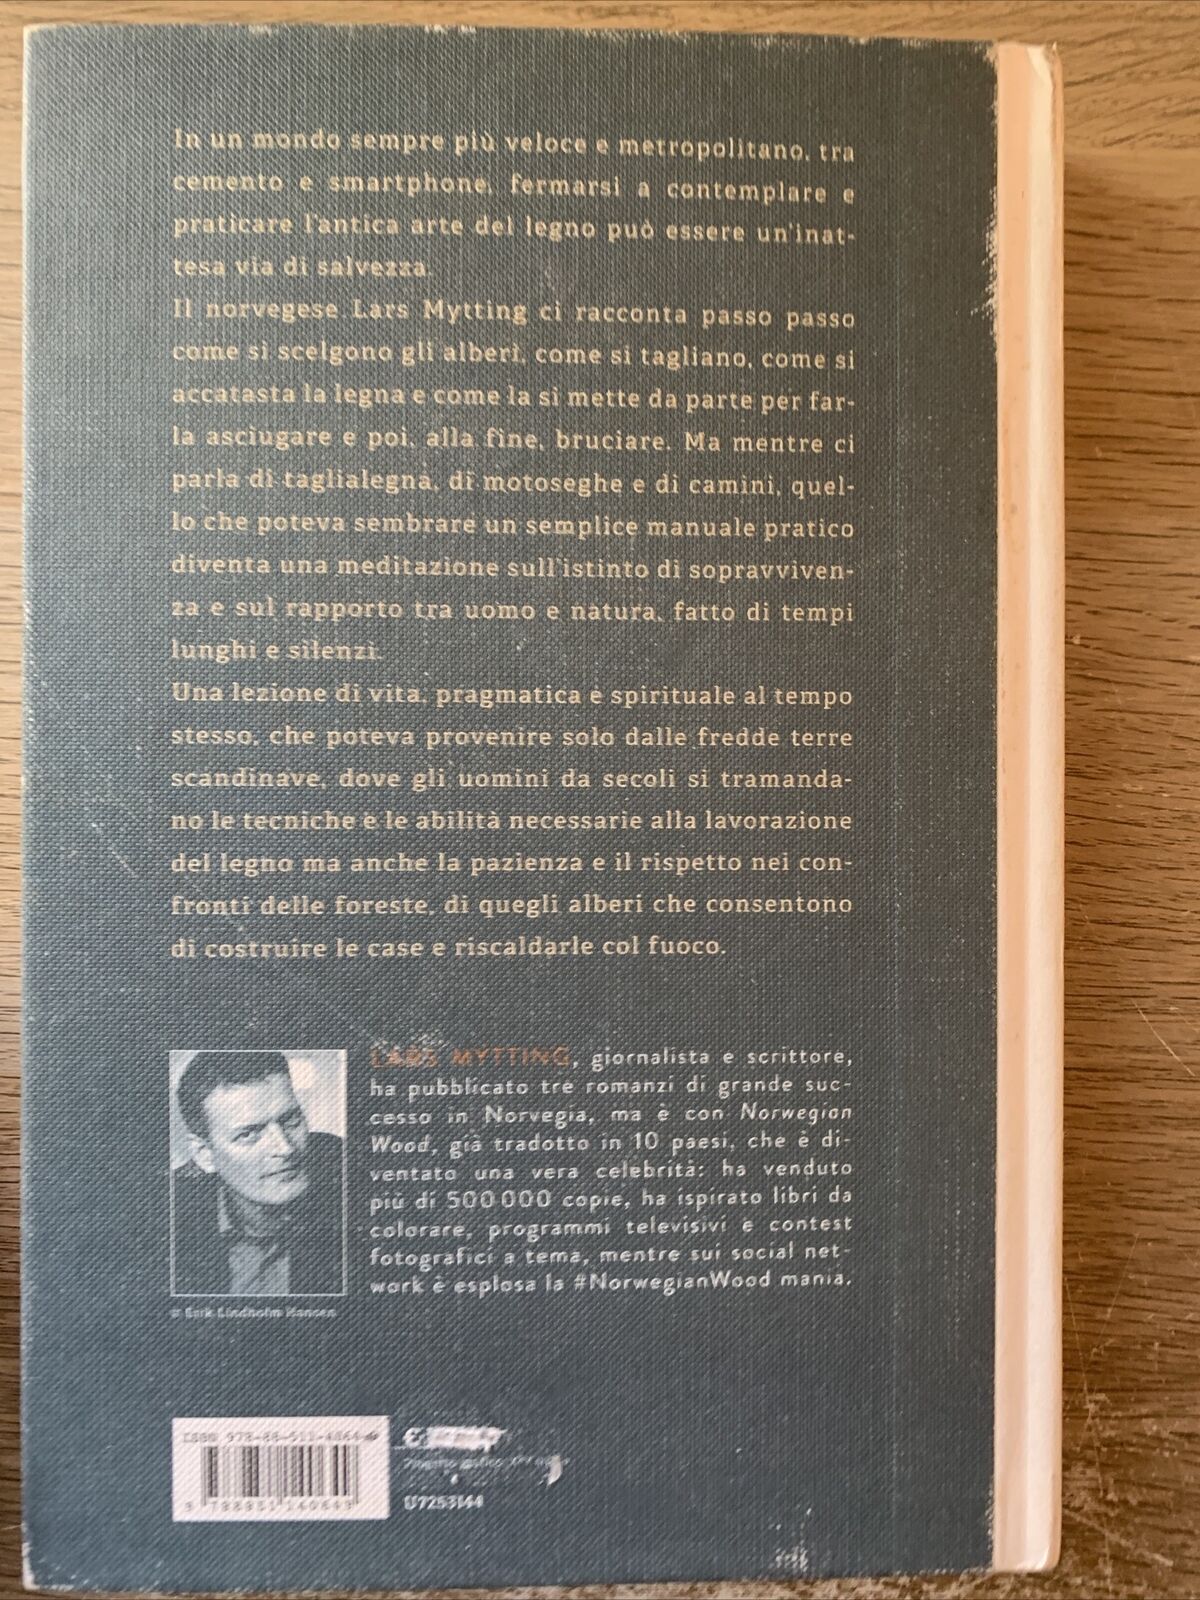 In un mondo sempre più veloce e metropolitano, tra
cemento e smartphone, fermarsi a contemplare e
praticare l'antica arte del legno può essere un'inat-
tesa via di salvezza.
Il norvegese Lars Mytting ci racconta passo passo
come si scelgono gli alberi, come si tagliano, come si
accatasta la legna e come la si mette da parte per far-
la asciugare e poi, alla fine, bruciare. Ma mentre ci
parla di taglialegna, di motoseghe e di camini, quel-
lo che poteva sembrare un semplice manuale pratico
diventa una meditazione sull'istinto di sopravviven-
za e sul rapporto tra uomo e natura, fatto di tempi
lunghi e silenzi.
Una lezione di vita, pragmatica e spirituale al tempo
stesso, che poteva provenire solo dalle fredde terre
scandinave, dove gli uomini da secoli si tramanda-
no le tecniche e le abilità necessarie alla lavorazione
del legno ma anche la pazienza e il rispetto nei con-
fronti delle foreste, di quegli alberi che consentono
di costruire le case e riscaldarle col fuoco.
LARS MYTTING, giornalista e scrittore,
ha pubblicato tre romanzi di grande suc-
cesso in Norvegia, ma è con Norwegian
Wood, già tradotto in 10 paesi, che è di-
ventato una vera celebrità: ha venduto
più di 500 000 copie, ha ispirato libri da
colorare, programmi televisivi e contest
fotografici a tema, mentre sui social net-
work è esplosa la #NorwegianWood mania.
© Erik Lindholm Hansen
ISBN 978-88-511-4064-
€
Progetto grafico
9 788851 140649
U7253144